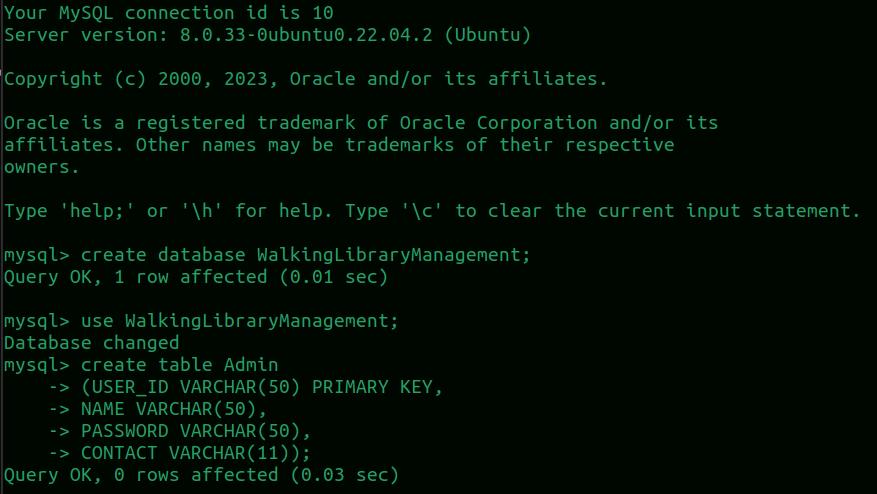 Your MySQL connection id is 10
Server version: 8.0.33-0ubuntu0.22.04.2 (Ubuntu)
Copyright (c) 2000, 2023, Oracle and/or its affiliates.
Oracle is a registered trademark of Oracle Corporation and/or its
affiliates. Other names may be trademarks of their respective
owners.
Type 'help;' or '\h' for help. Type '\c' to clear the current input statement.
mysql> create database WalkingLibraryManagement;
Query OK, 1 row affected (0.01 sec)
mysql> use WalkingLibraryManagement;
Database changed
mysql> create table Admin
    -> (USER_ID VARCHAR(50) PRIMARY KEY,
    -> NAME VARCHAR(50),
    -> PASSWORD VARCHAR(50),
    -> CONTACT VARCHAR(11));
Query OK, 0 rows affected (0.03 sec)